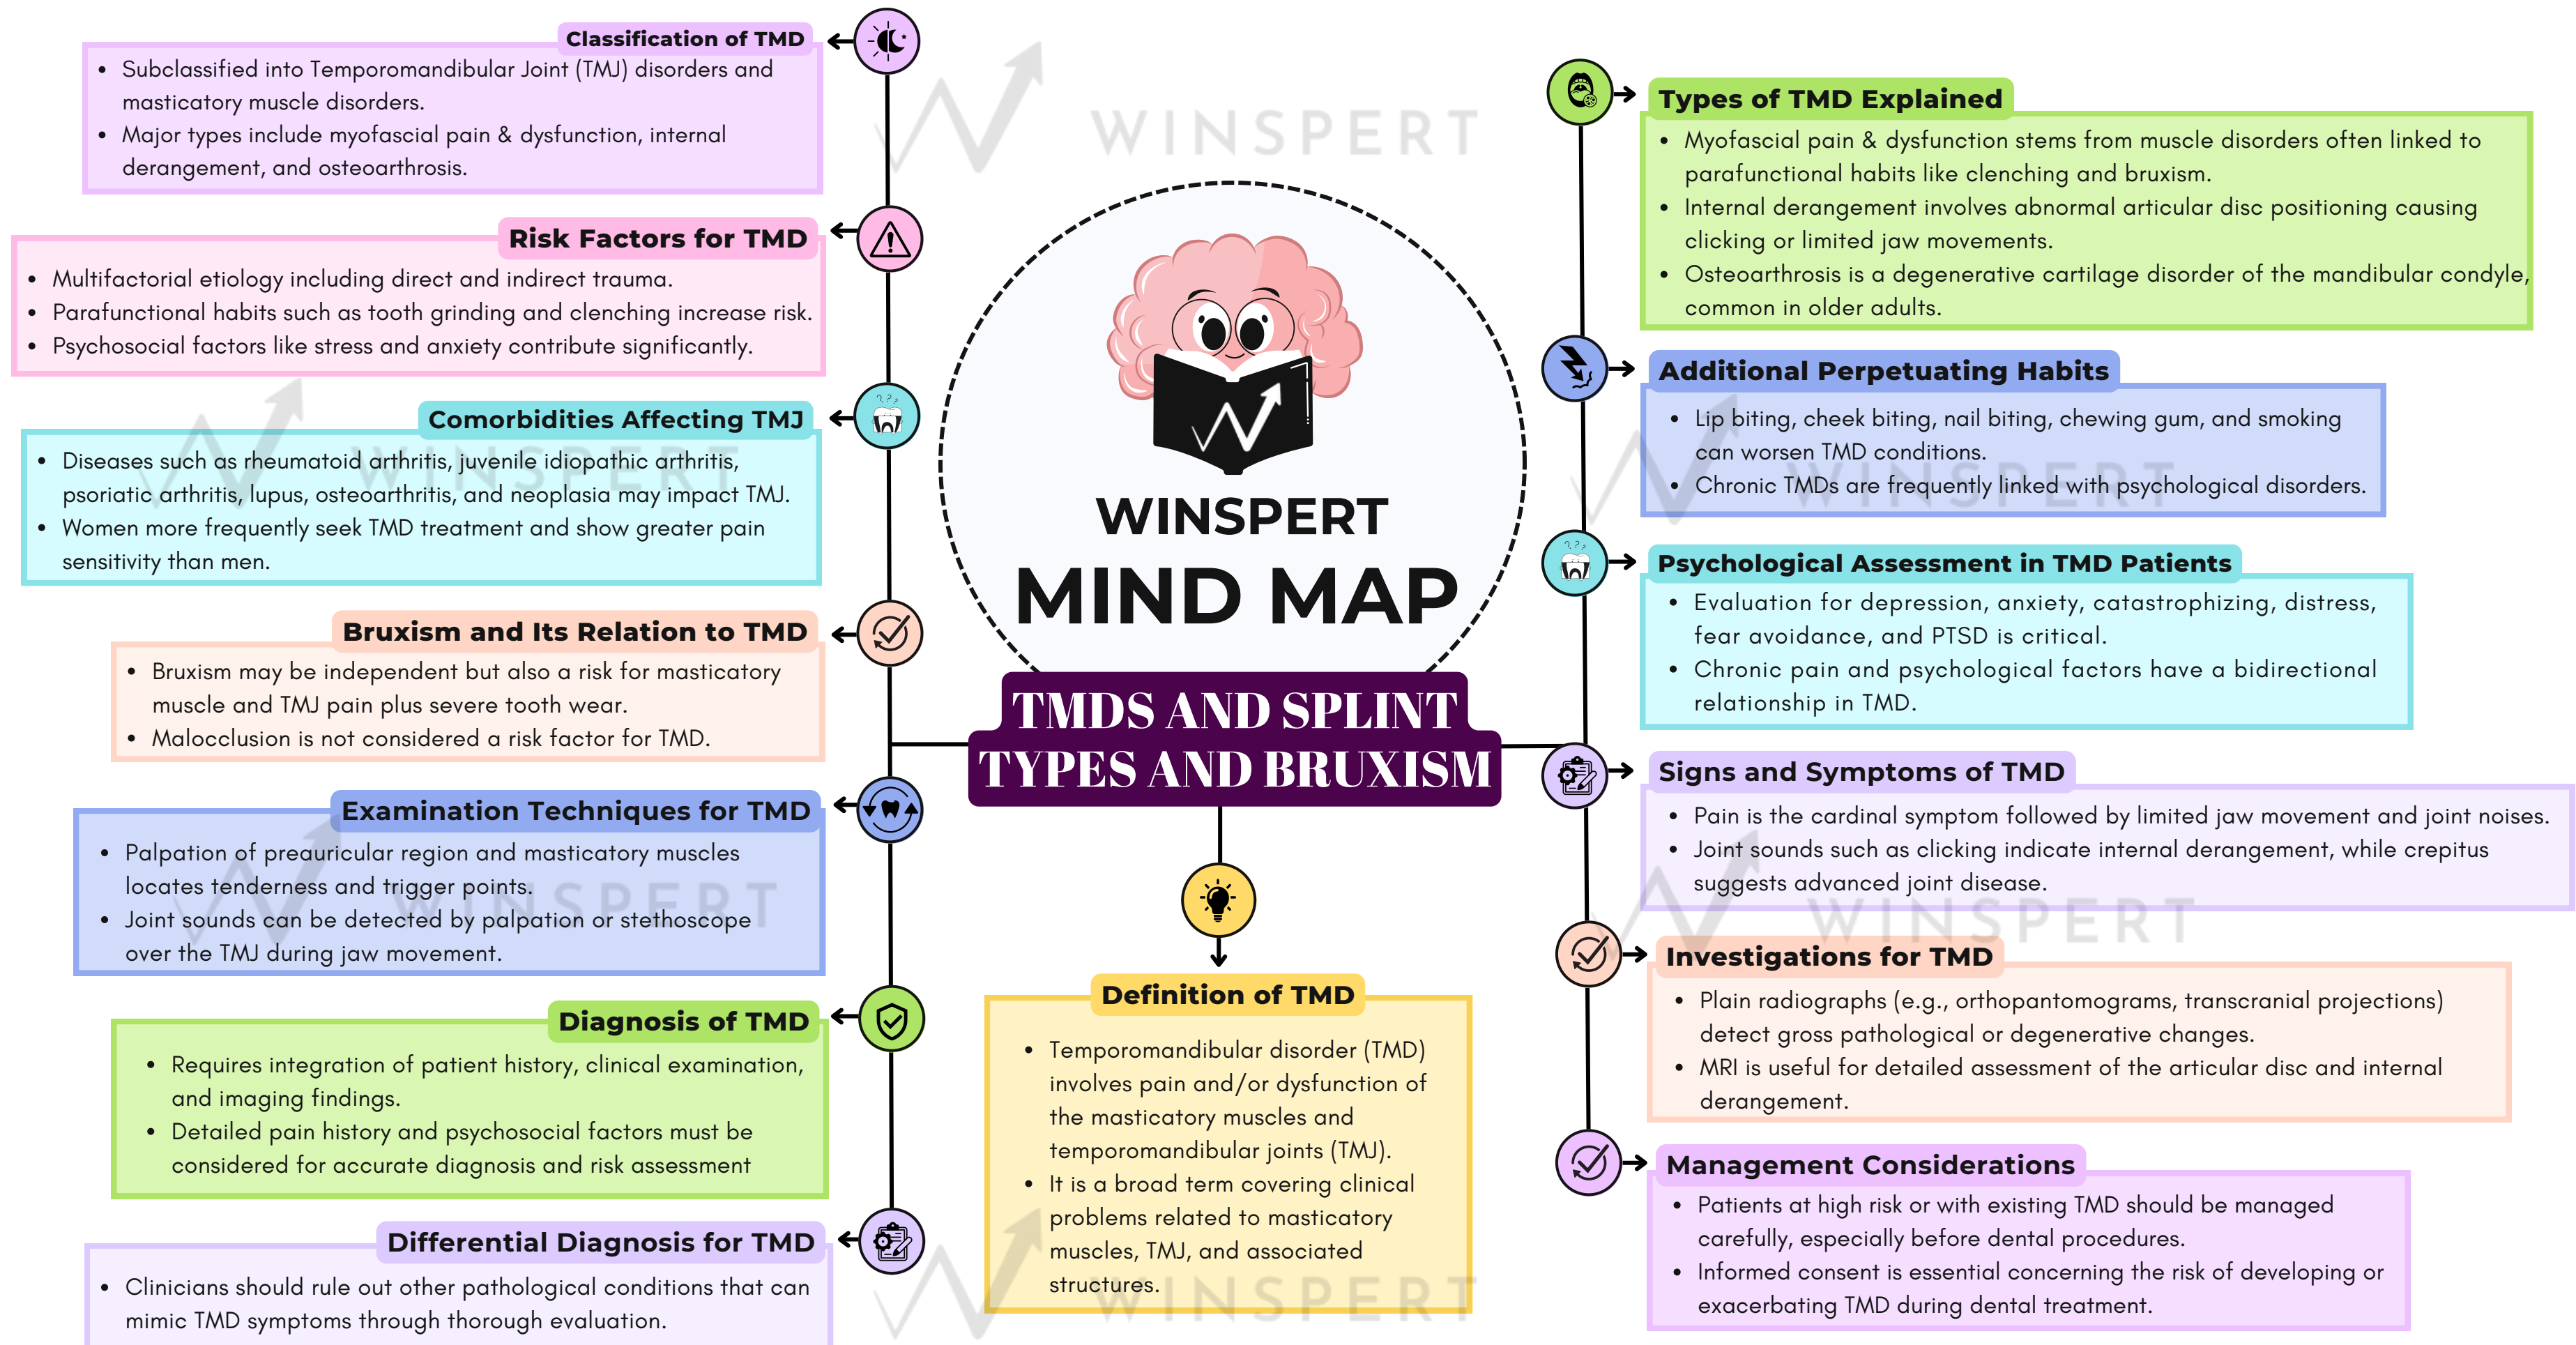 Classification of TMD
• Subclassified into Temporomandibular Joint (TMJ) disorders and
masticatory muscle disorders.
• Major types include myofascial pain & dysfunction, internal
derangement, and osteoarthrosis.
Risk Factors for TMD
• Multifactorial etiology including direct and indirect trauma.
• Parafunctional habits such as tooth grinding and clenching increase risk.
• Psychosocial factors like stress and anxiety contribute significantly.
Comorbidities Affecting TMJ
• Diseases such as rheumatoid arthritis, juvenile idiopathic arthritis,
psoriatic arthritis, lupus, osteoarthritis, and neoplasia may impact TMJ.
• Women more frequently seek TMD treatment and show greater pain
sensitivity than men.
Bruxism and Its Relation to TMD
• Bruxism may be independent but also a risk for masticatory
muscle and TMJ pain plus severe tooth wear.
• Malocclusion is not considered a risk factor for TMD.
Examination Techniques for TMD
• Palpation of preauricular region and masticatory muscles
locates tenderness and trigger points.
• Joint sounds can be detected by palpation or stethoscope
over the TMJ during jaw movement.
Diagnosis of TMD
• Requires integration of patient history, clinical examination,
and imaging findings.
• Detailed pain history and psychosocial factors must be
considered for accurate diagnosis and risk assessment
Differential Diagnosis for TMD
• Clinicians should rule out other pathological conditions that can
mimic TMD symptoms through thorough evaluation.
WINSPERT
WINSPERT
MIND MAP
TMDS AND SPLINT
TYPES AND BRUXISM
Definition of TMD
• Temporomandibular disorder (TMD)
involves pain and/or dysfunction of
the masticatory muscles and
temporomandibular joints (TMJ).
• It is a broad term covering clinical
problems related to masticatory
muscles, TMJ, and associated
structures.
Types of TMD Explained
• Myofascial pain & dysfunction stems from muscle disorders often linked to
parafunctional habits like clenching and bruxism.
• Internal derangement involves abnormal articular disc positioning causing
clicking or limited jaw movements.
• Osteoarthrosis is a degenerative cartilage disorder of the mandibular condyle,
common in older adults.
Additional Perpetuating Habits
• Lip biting, cheek biting, nail biting, chewing gum, and smoking
can worsen TMD conditions.
• Chronic TMDs are frequently linked with psychological disorders.
Psychological Assessment in TMD Patients
• Evaluation for depression, anxiety, catastrophizing, distress,
fear avoidance, and PTSD is critical.
• Chronic pain and psychological factors have a bidirectional
relationship in TMD.
Signs and Symptoms of TMD
• Pain is the cardinal symptom followed by limited jaw movement and joint noises.
• Joint sounds such as clicking indicate internal derangement, while crepitus
suggests advanced joint disease.
Investigations for TMD
• Plain radiographs (e.g., orthopantomograms, transcranial projections)
detect gross pathological or degenerative changes.
• MRI is useful for detailed assessment of the articular disc and internal
derangement.
Management Considerations
• Patients at high risk or with existing TMD should be managed
carefully, especially before dental procedures.
• Informed consent is essential concerning the risk of developing or
exacerbating TMD during dental treatment.
WINSPERT
WINSPERT
WINSPERT
WINSPERT
WINSPERT